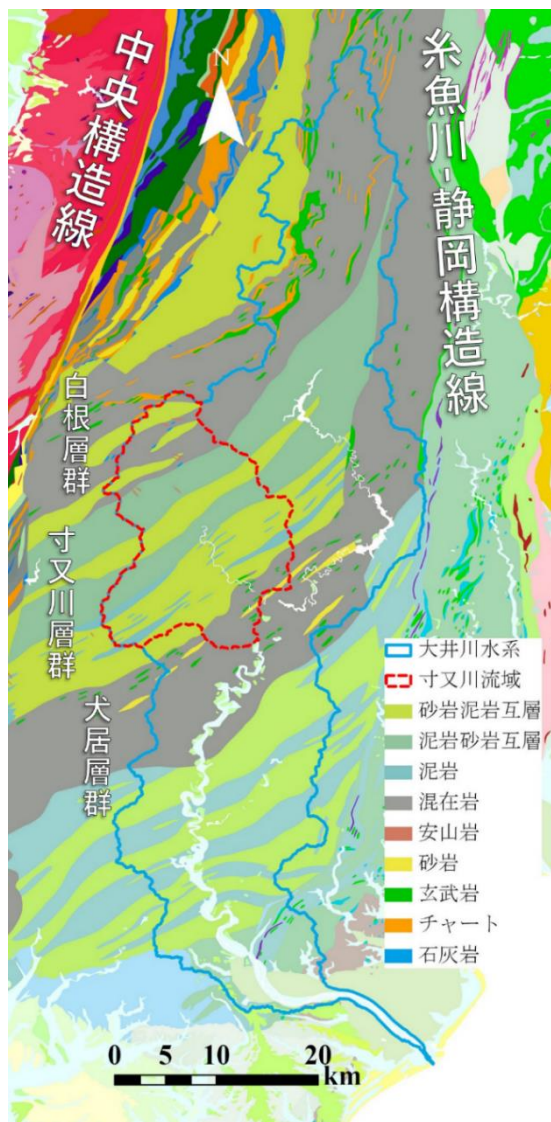 中央構造線
N
糸魚川-静岡構造線
白根層群
寸又川層群
犬居層群
大井川水系
寸又川流域
砂岩泥岩互層
泥岩砂岩互層
泥岩
混在岩
安山岩
砂岩
玄武岩
チャート
石灰岩
0 5 10 20
km